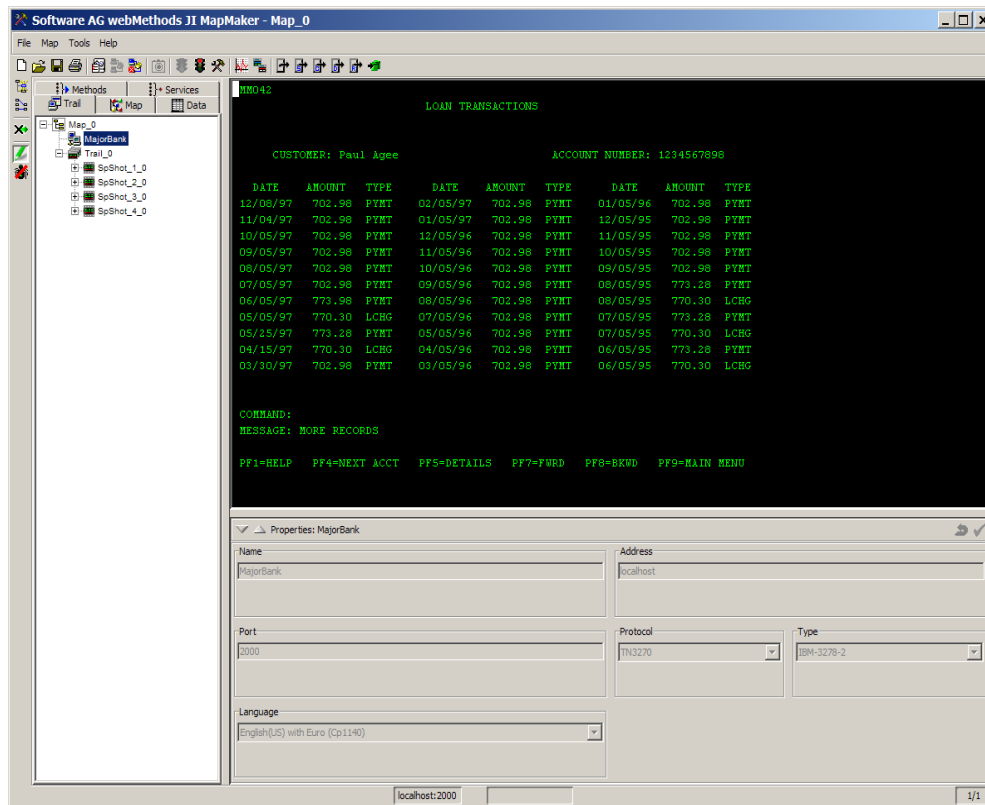 Software AG webMethods JI MapMaker - Map_0
File Map Tools Help
Methods Services
Trail Map Data
Map_0
MajorBank
Trail_0
SpShot_1_0
SpShot_2_0
SpShot_3_0
SpShot_4_0
MM042
LOAN TRANSACTIONS
CUSTOMER: Paul Agee ACCOUNT NUMBER: 1234567898
DATE AMOUNT TYPE DATE AMOUNT TYPE DATE AMOUNT TYPE
12/08/97 702.98 PYMT 02/05/97 702.98 PYMT 01/05/96 702.98 PYMT
11/04/97 702.98 PYMT 01/05/97 702.98 PYMT 12/05/95 702.98 PYMT
10/05/97 702.98 PYMT 12/05/96 702.98 PYMT 11/05/95 702.98 PYMT
09/05/97 702.98 PYMT 11/05/96 702.98 PYMT 10/05/95 702.98 PYMT
08/05/97 702.98 PYMT 10/05/96 702.98 PYMT 09/05/95 702.98 PYMT
07/05/97 702.98 PYMT 09/05/96 702.98 PYMT 08/05/95 773.28 PYMT
06/05/97 773.98 PYMT 08/05/96 702.98 PYMT 08/05/95 770.30 LCHG
05/05/97 770.30 LCHG 07/05/96 702.98 PYMT 07/05/95 773.28 PYMT
05/25/97 773.28 PYMT 05/05/96 702.98 PYMT 07/05/95 770.30 LCHG
04/15/97 770.30 LCHG 04/05/96 702.98 PYMT 06/05/95 773.28 PYMT
03/30/97 702.98 PYMT 03/05/96 702.98 PYMT 06/05/95 770.30 LCHG
COMMAND:
MESSAGE: MORE RECORDS
PF1=HELP PF4=NEXT ACCT PF5=DETAILS PF7=FWRD PF8=BKWD PF9=MAIN MENU
Properties: MajorBank
Name Address
MajorBank localhost
Port Protocol Type
2000 TN3270 IBM-3278-2
Language
English(US) with Euro (Cp1140)
localhost:2000 1/1